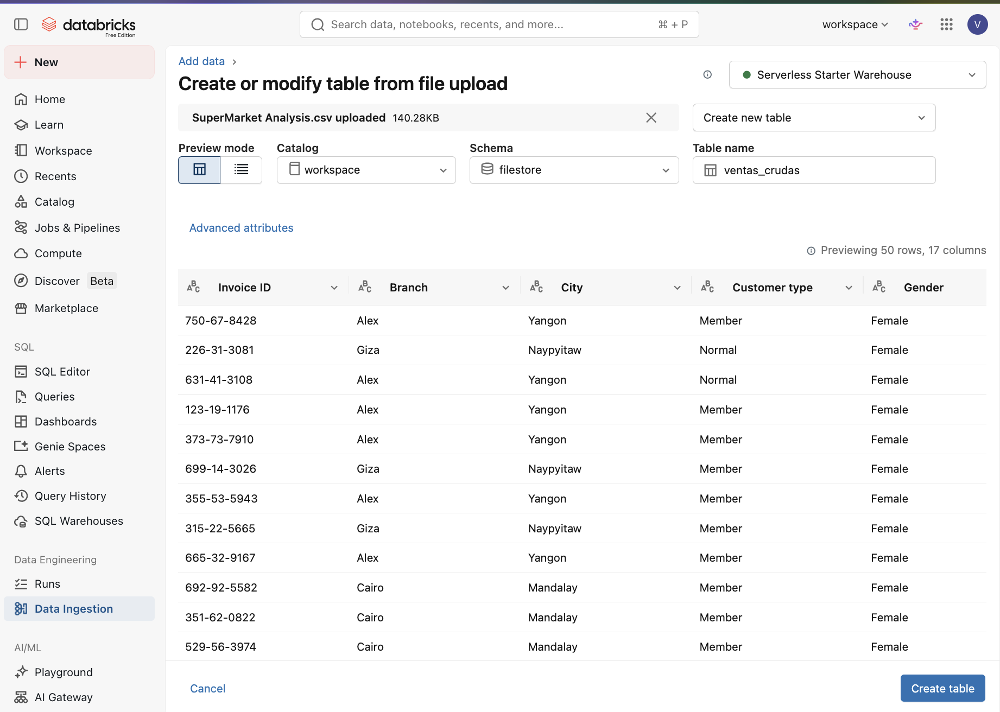 databricks
Free Edition
Search data, notebooks, recents, and more...
⌘ + P
workspace
V
New
Home
Learn
Workspace
Recents
Catalog
Jobs & Pipelines
Compute
Discover Beta
Marketplace
SQL
SQL Editor
Queries
Dashboards
Genie Spaces
Alerts
Query History
SQL Warehouses
Data Engineering
Runs
Data Ingestion
AI/ML
Playground
AI Gateway
Add data ›
Create or modify table from file upload
Serverless Starter Warehouse
SuperMarket Analysis.csv uploaded 140.28KB
Create new table
Preview mode
Catalog
workspace
Schema
filestore
Table name
ventas_crudas
Advanced attributes
Previewing 50 rows, 17 columns
ABC Invoice ID ABC Branch ABC City ABC Customer type ABC Gender
750-67-8428 Alex Yangon Member Female
226-31-3081 Giza Naypyitaw Normal Female
631-41-3108 Alex Yangon Normal Female
123-19-1176 Alex Yangon Member Female
373-73-7910 Alex Yangon Member Female
699-14-3026 Giza Naypyitaw Member Female
355-53-5943 Alex Yangon Member Female
315-22-5665 Giza Naypyitaw Member Female
665-32-9167 Alex Yangon Member Female
692-92-5582 Cairo Mandalay Member Female
351-62-0822 Cairo Mandalay Member Female
529-56-3974 Cairo Mandalay Member Female
Cancel
Create table